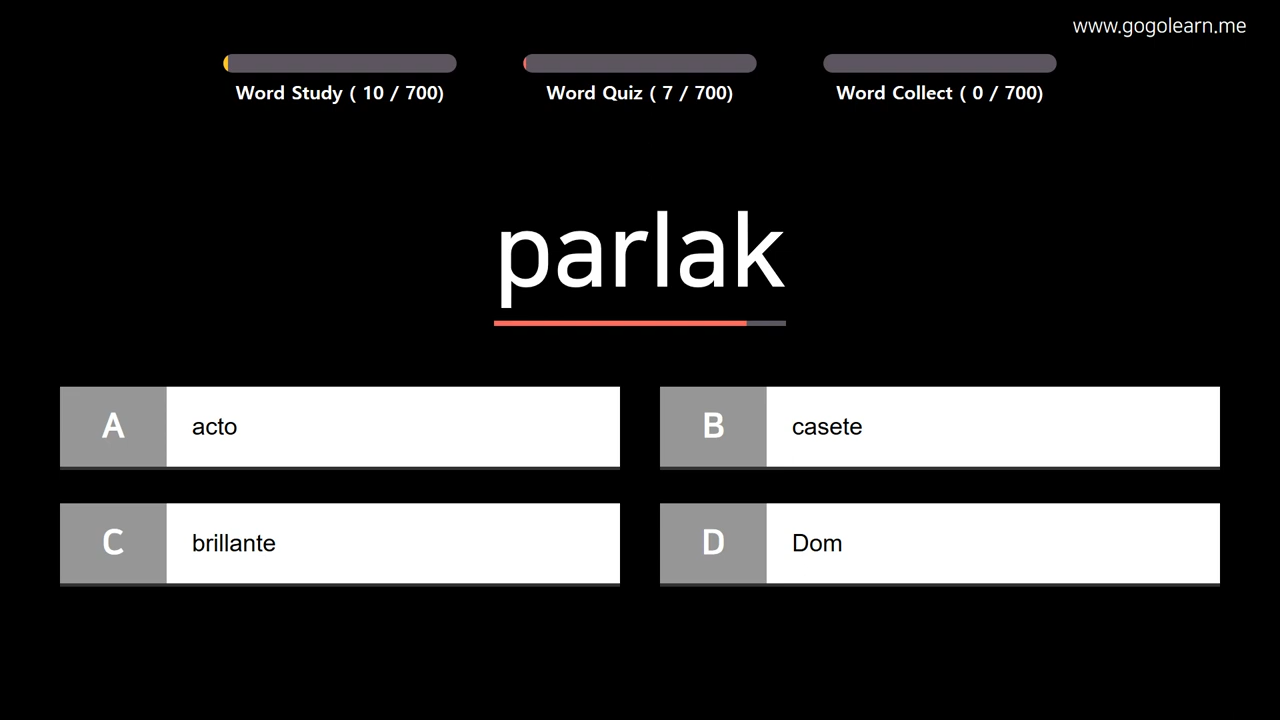 www.gogolearn.me
Word Study ( 10 / 700)
Word Quiz ( 7 / 700)
Word Collect ( 0 / 700)
parlak
A acto
B casete
C brillante
D Dom